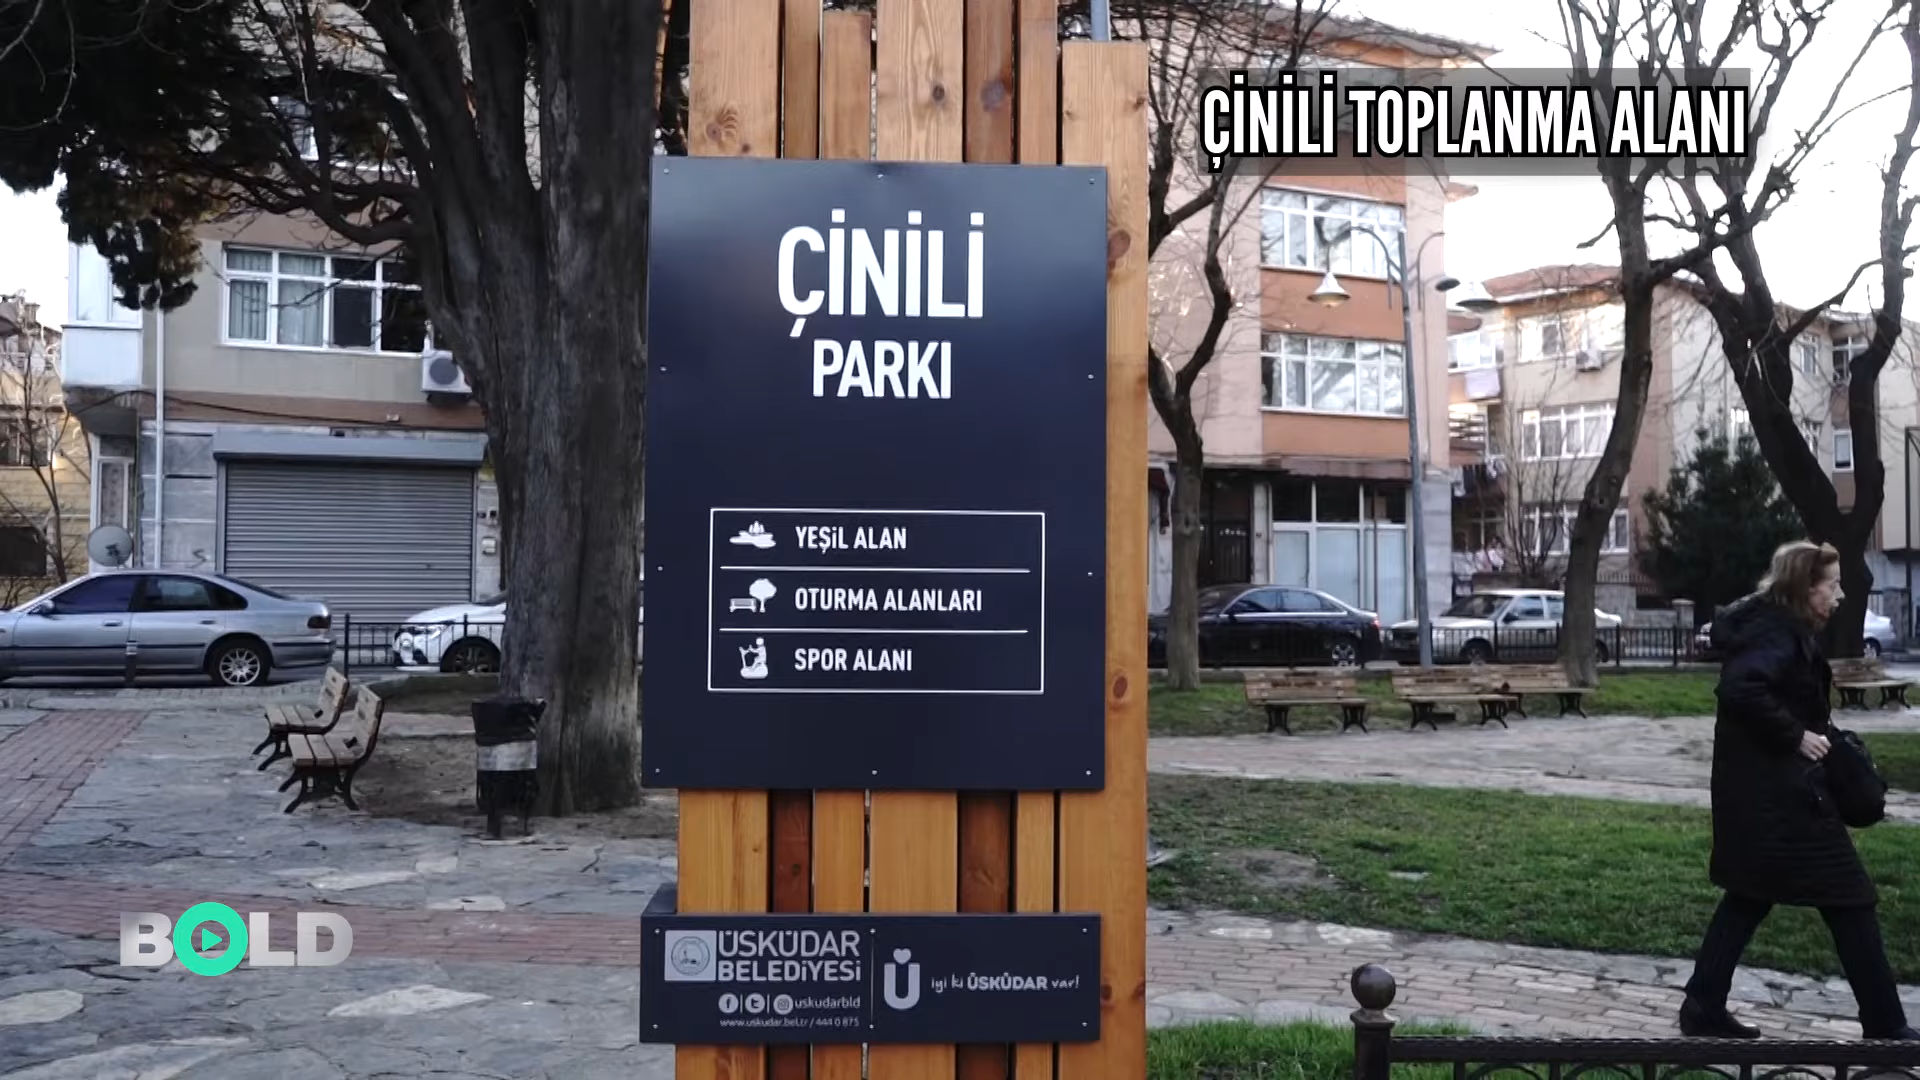 ÇİNİLİ TOPLANMA ALANI
ÇİNİLİ
PARKI
YEŞİL ALAN
OTURMA ALANLARI
SPOR ALANI
BOLD
ÜSKÜDAR
BELEDİYESİ
uskudarbld
www.uskudar.bel.tr / 444 0 875
iyi ki ÜSKÜDAR var!